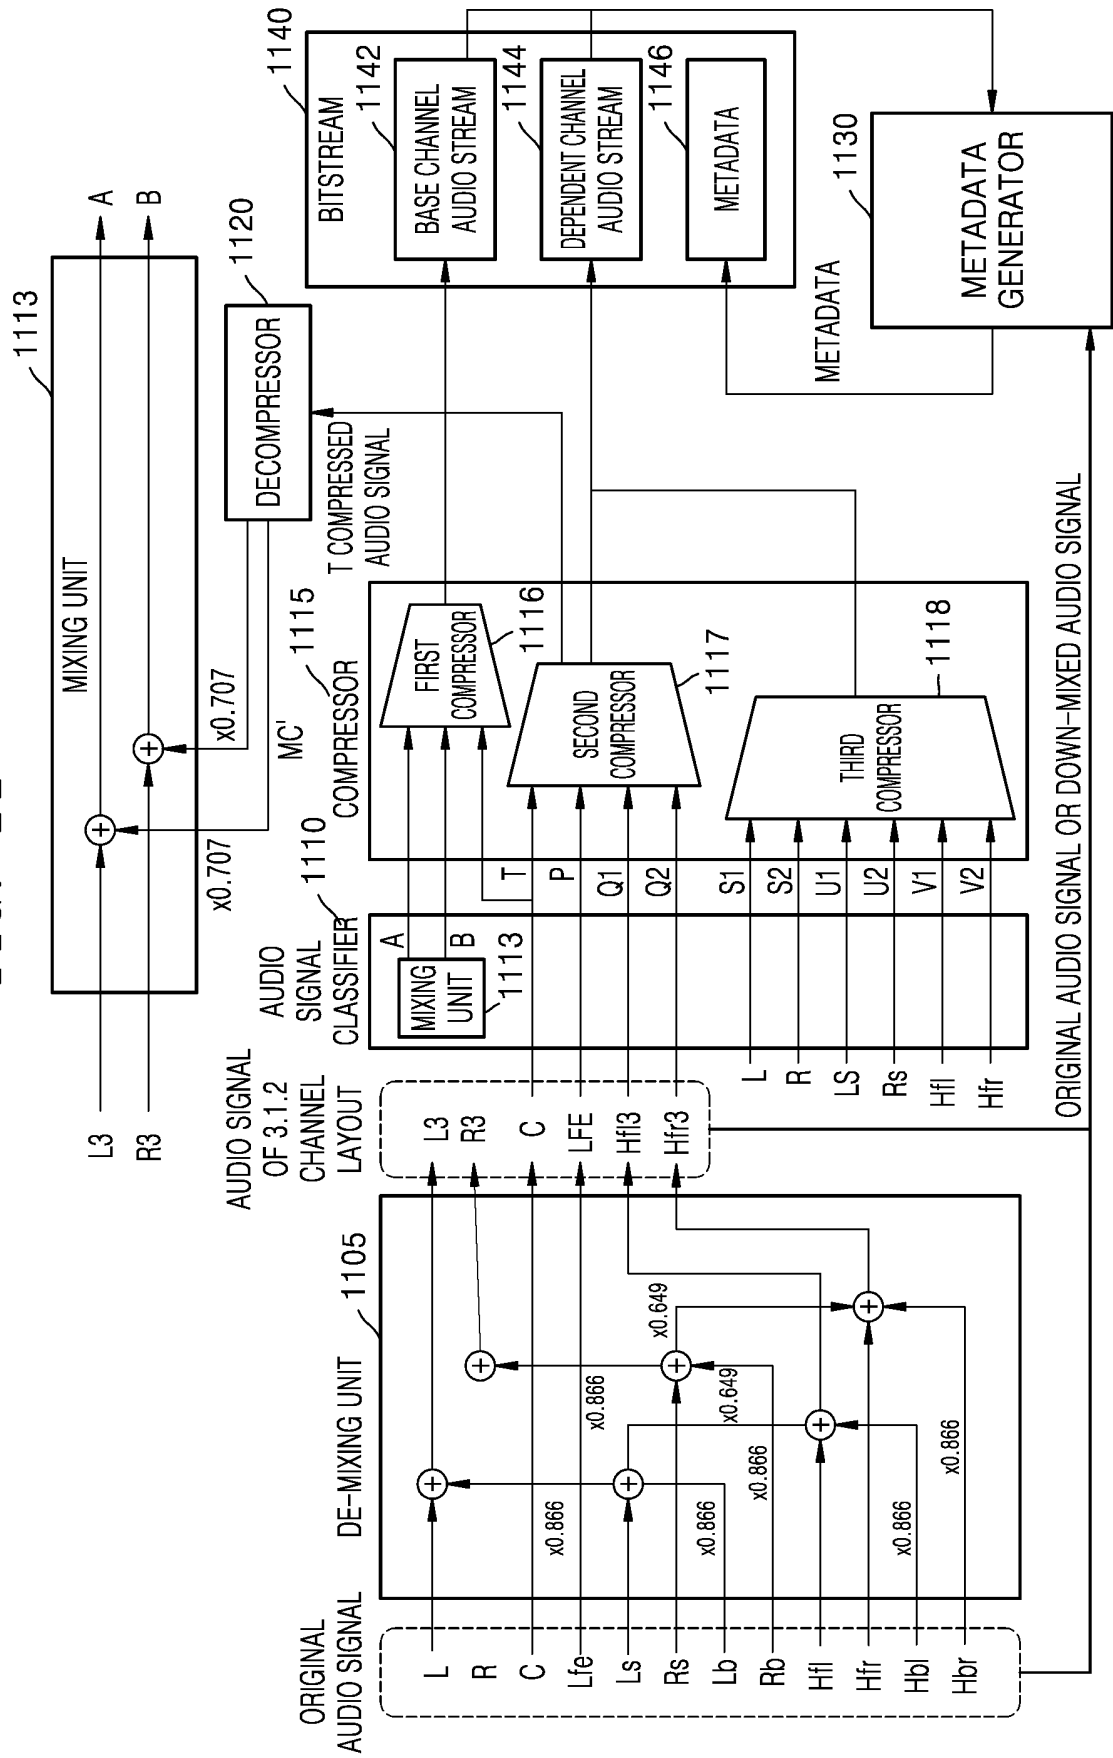 1113
MIXING UNIT
L3
R3
A
B
x0.707
x0.707
MC'
1120
DECOMPRESSOR
T COMPRESSED
AUDIO SIGNAL
1140
BITSTREAM
1142
BASE CHANNEL
AUDIO STREAM
1144
DEPENDENT CHANNEL
AUDIO STREAM
1146
METADATA
METADATA
1130
METADATA
GENERATOR
ORIGINAL
AUDIO SIGNAL
L
R
C
Lfe
Ls
Rs
Lb
Rb
Hfl
Hfr
Hbl
Hbr
DE-MIXING UNIT
1105
x0.866
x0.866
x0.866
x0.866
x0.649
x0.649
x0.866
x0.866
AUDIO SIGNAL
OF 3.1.2
CHANNEL
LAYOUT
L3
R3
C
LFE
Hfl3
Hfr3
AUDIO
SIGNAL
CLASSIFIER
1110
MIXING
UNIT
1113
A
B
T
P
Q1
Q2
L
R
LS
Rs
Hfl
Hfr
S1
S2
U1
U2
V1
V2
COMPRESSOR
1115
FIRST
COMPRESSOR
1116
SECOND
COMPRESSOR
1117
THIRD
COMPRESSOR
1118
ORIGINAL AUDIO SIGNAL OR DOWN-MIXED AUDIO SIGNAL